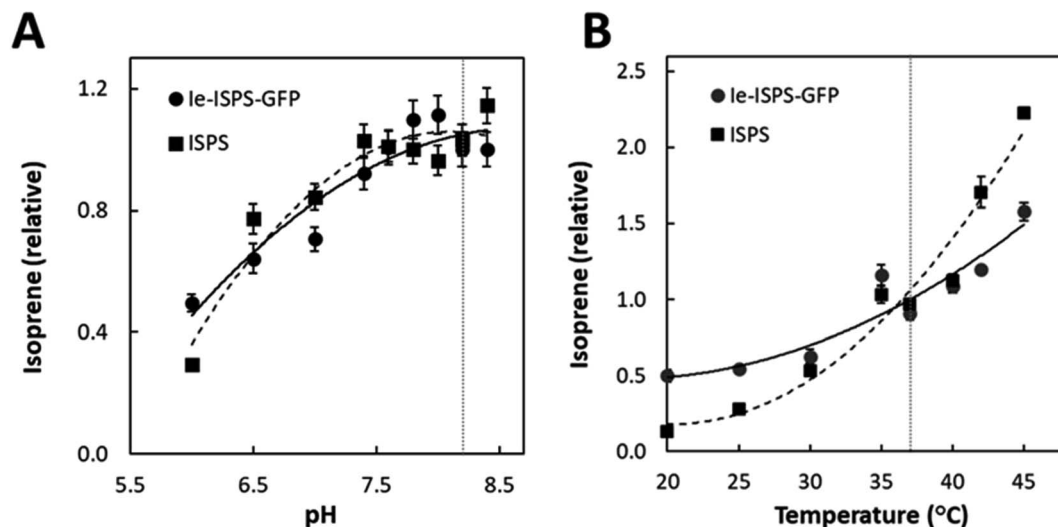 A
Isoprene (relative)
1.2
0.8
0.4
0.0
Ie-ISPS-GFP
ISPS
5.5 6.5 7.5 8.5
pH
B
Isoprene (relative)
2.5
2.0
1.5
1.0
0.5
0.0
Ie-ISPS-GFP
ISPS
20 25 30 35 40 45
Temperature (°C)